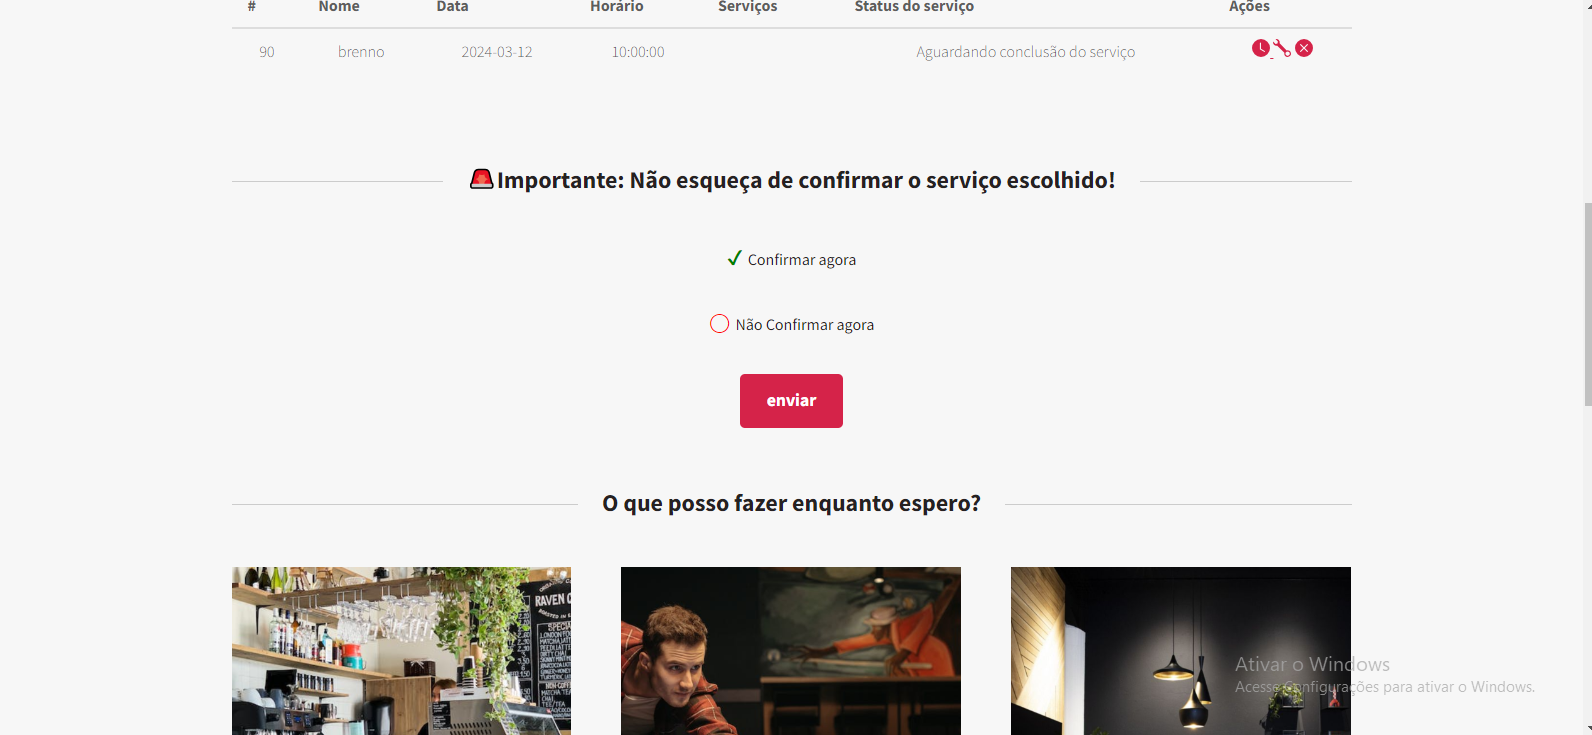 # Nome Data Horário Serviços Status do serviço Ações
90 brenno 2024-03-12 10:00:00 Aguardando conclusão do serviço
Importante: Não esqueça de confirmar o serviço escolhido!
Confirmar agora
Não Confirmar agora
enviar
O que posso fazer enquanto espero?
RAVEN
Ativar o Windows
Acesse Configurações para ativar o Windows.